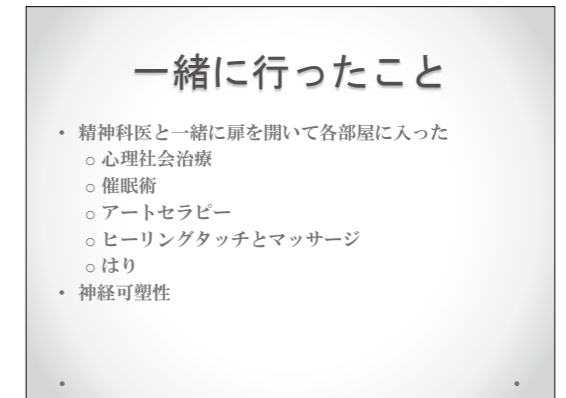 一緒に行ったこと
• 精神科医と一緒に扉を開いて各部屋に入った
o 心理社会治療
o 催眠術
o アートセラピー
o ヒーリングタッチとマッサージ
o はり
• 神経可塑性